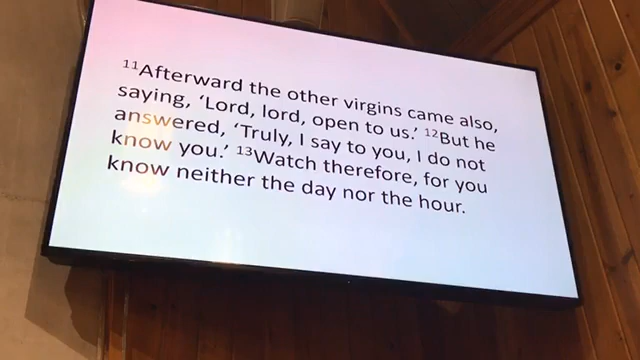 ¹¹Afterward the other virgins came also,
saying, ‘Lord, lord, open to us.’ ¹²But he
answered, ‘Truly, I say to you, I do not
know you.’ ¹³Watch therefore, for you
know neither the day nor the hour.